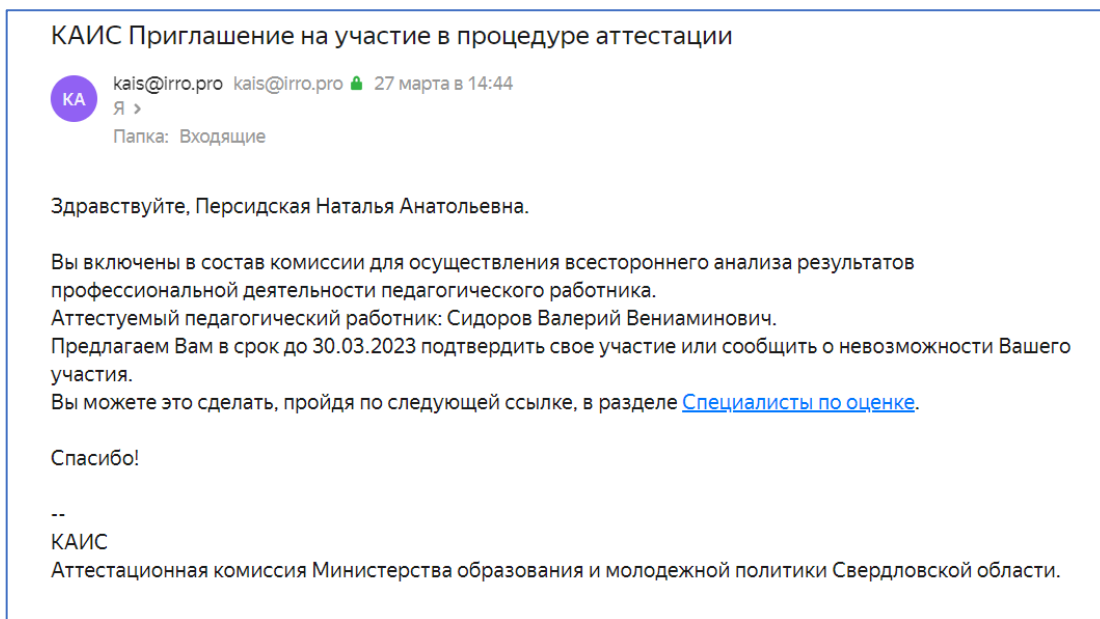 КАИС Приглашение на участие в процедуре аттестации
КА
kais@irro.pro kais@irro.pro 27 марта в 14:44
Я >
Папка: Входящие
Здравствуйте, Персидская Наталья Анатольевна.
Вы включены в состав комиссии для осуществления всестороннего анализа результатов
профессиональной деятельности педагогического работника.
Аттестуемый педагогический работник: Сидоров Валерий Вениаминович.
Предлагаем Вам в срок до 30.03.2023 подтвердить свое участие или сообщить о невозможности Вашего
участия.
Вы можете это сделать, пройдя по следующей ссылке, в разделе Специалисты по оценке.
Спасибо!
--
КАИС
Аттестационная комиссия Министерства образования и молодежной политики Свердловской области.